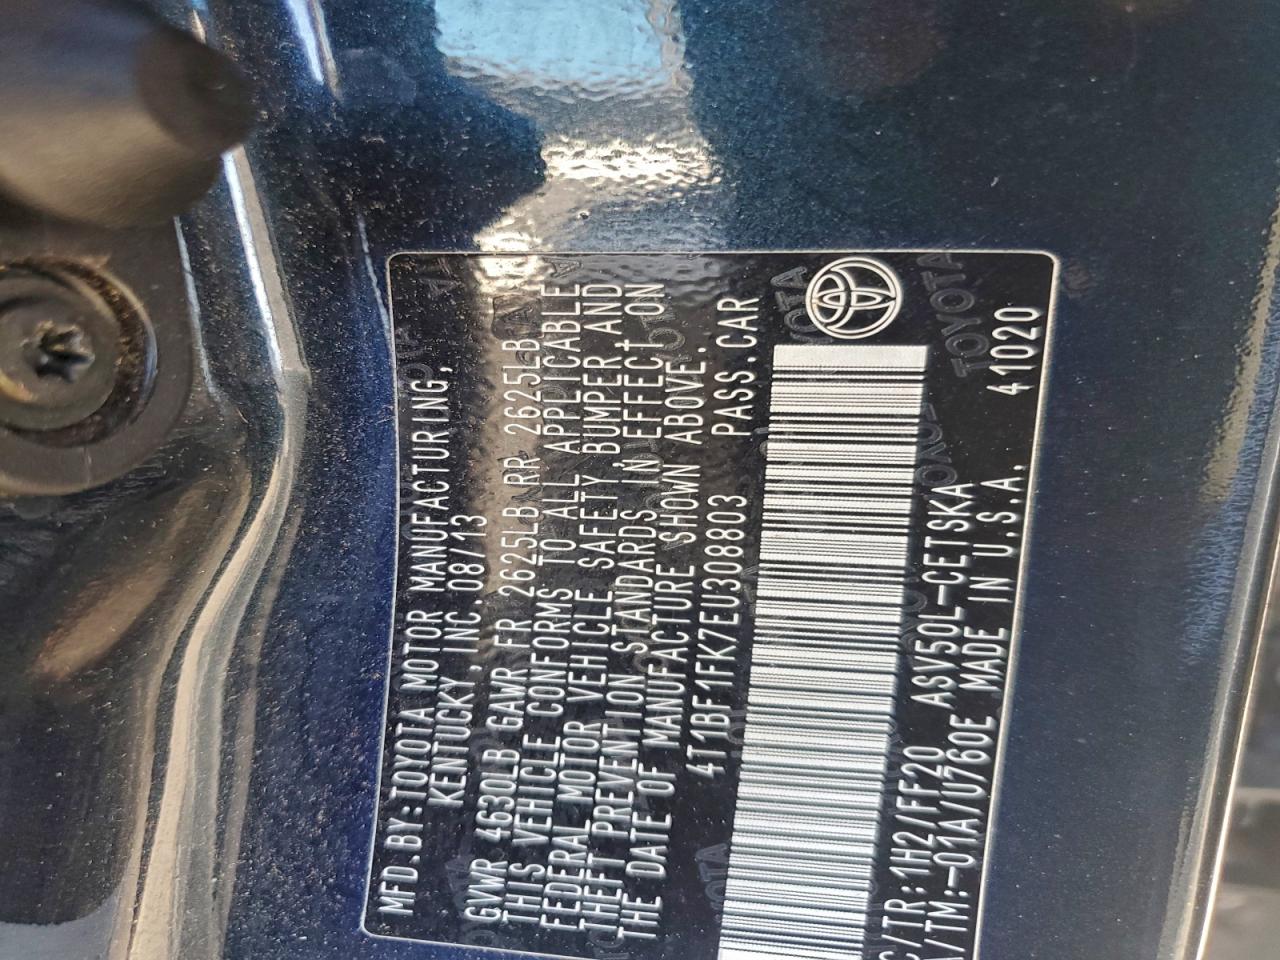 MFD.BY:TOYOTA MOTOR MANUFACTURING,
KENTUCKY,INC.08/13
GVWR 4630LB GAWR FR 2625LB RR 2625LB
THIS VEHICLE CONFORMS TO ALL APPLICABLE
FEDERAL MOTOR VEHICLE SAFETY, BUMPER AND
THEFT PREVENTION STANDARDS IN EFFECT ON
THE DATE OF MANUFACTURE SHOWN ABOVE.
4T1BF1FK7EU308803 PASS.CAR
C/TR:1H2/FF20 ASV50L-CETSKA 41020
/TM:-01A/U760E MADE IN U.S.A.
TOYOTA